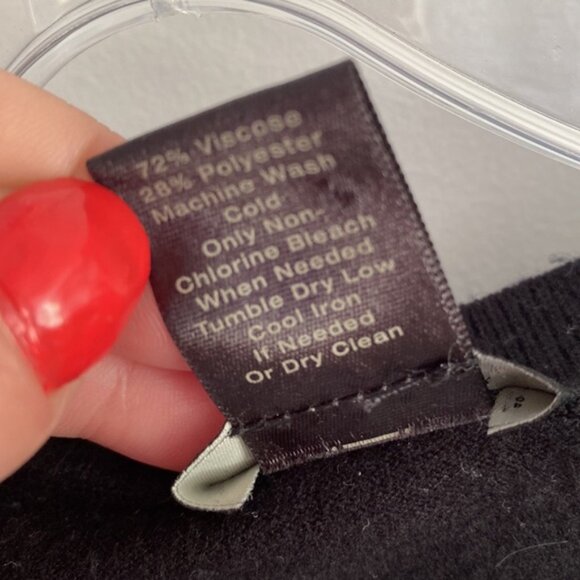 72% Viscose
28% Polyester
Machine Wash
Cold
Only Non-
Chlorine Bleach
When Needed
Tumble Dry Low
Cool Iron
If Needed
Or Dry Clean